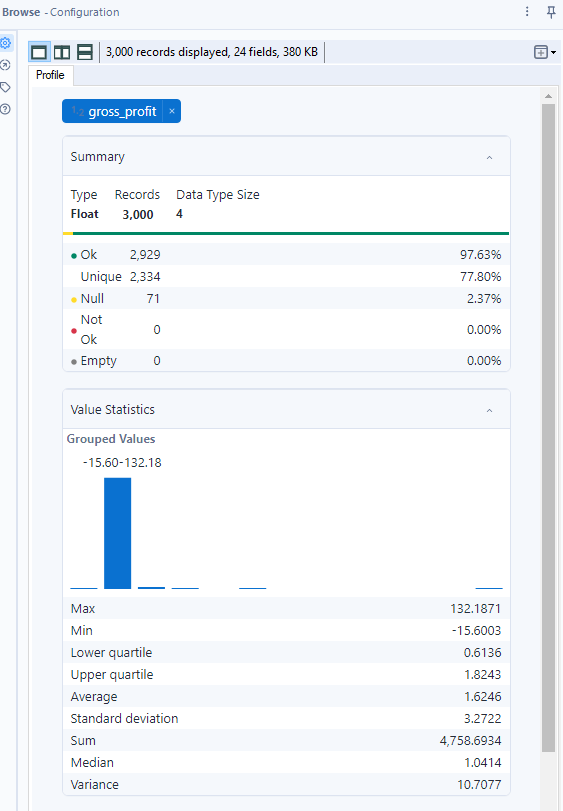 Browse - Configuration
3,000 records displayed, 24 fields, 380 KB
Profile
gross_profit ×
Summary
Type Records Data Type Size
Float 3,000 4
Ok 2,929 97.63%
Unique 2,334 77.80%
Null 71 2.37%
Not
Ok 0 0.00%
Empty 0 0.00%
Value Statistics
Grouped Values
-15.60-132.18
Max 132.1871
Min -15.6003
Lower quartile 0.6136
Upper quartile 1.8243
Average 1.6246
Standard deviation 3.2722
Sum 4,758.6934
Median 1.0414
Variance 10.7077